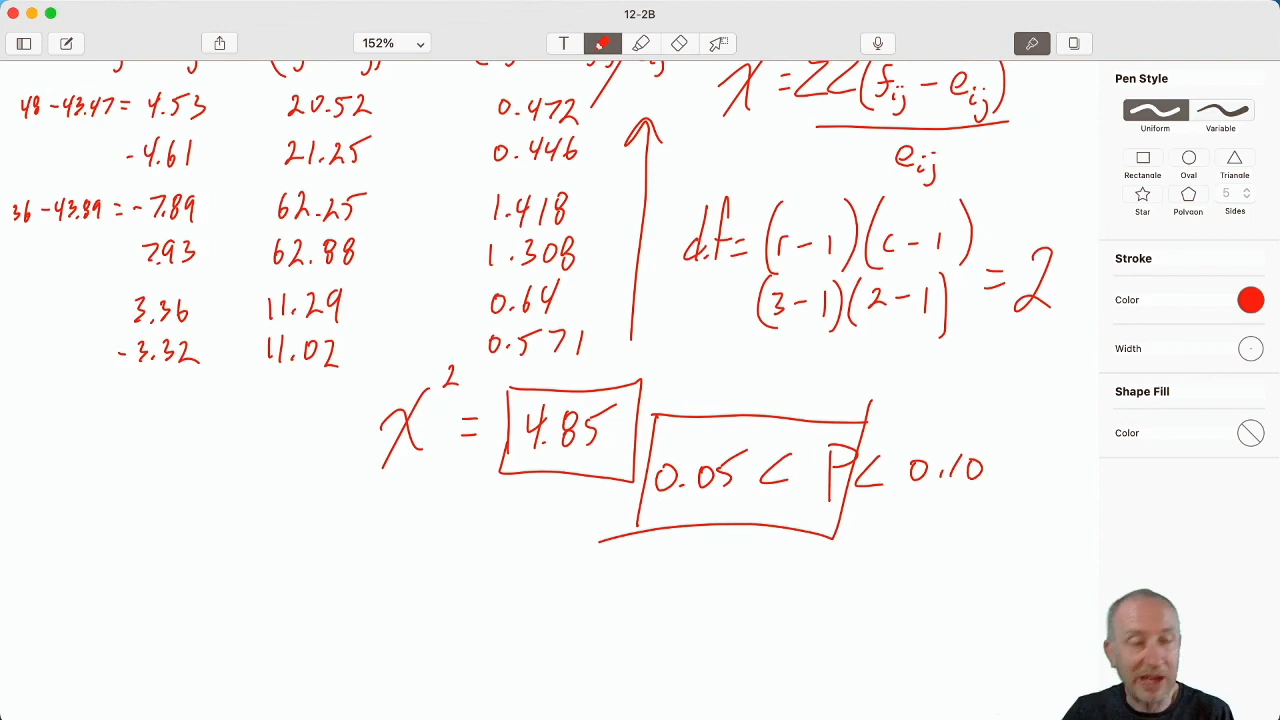 12-2B
152%
T
48 - 43.47 = 4.53 20.52 0.472
-4.61 21.25 0.446
36 - 43.89 = -7.89 62.25 1.418
7.93 62.88 1.308
3.36 11.29 0.64
-3.32 11.02 0.571
χ = ΣΣ(fij - eij)
eij
d.f = (r - 1)(c - 1)
(3 - 1)(2 - 1) = 2
χ² = 4.85
0.05 < P < 0.10
Pen Style
Uniform Variable
Rectangle Oval Triangle
5
Star Polygon Sides
Stroke
Color
Width
Shape Fill
Color